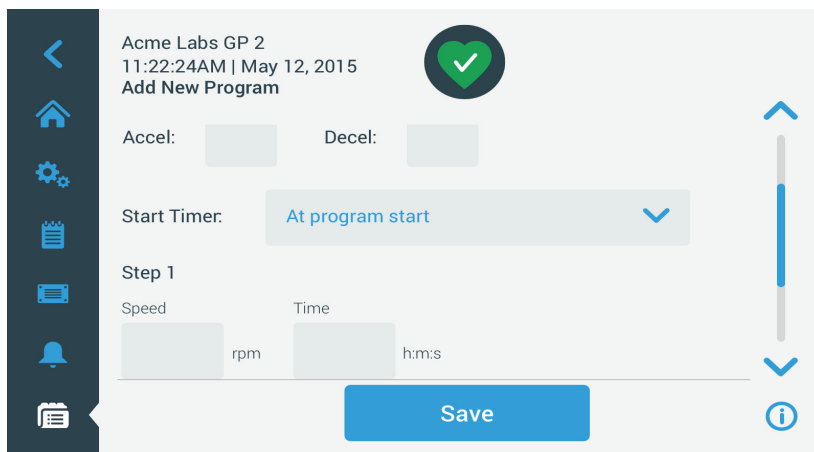 Acme Labs GP 2
11:22:24AM | May 12, 2015
Add New Program
Accel: Decel:
Start Timer: At program start
Step 1
Speed Time
rpm h:m:s
Save